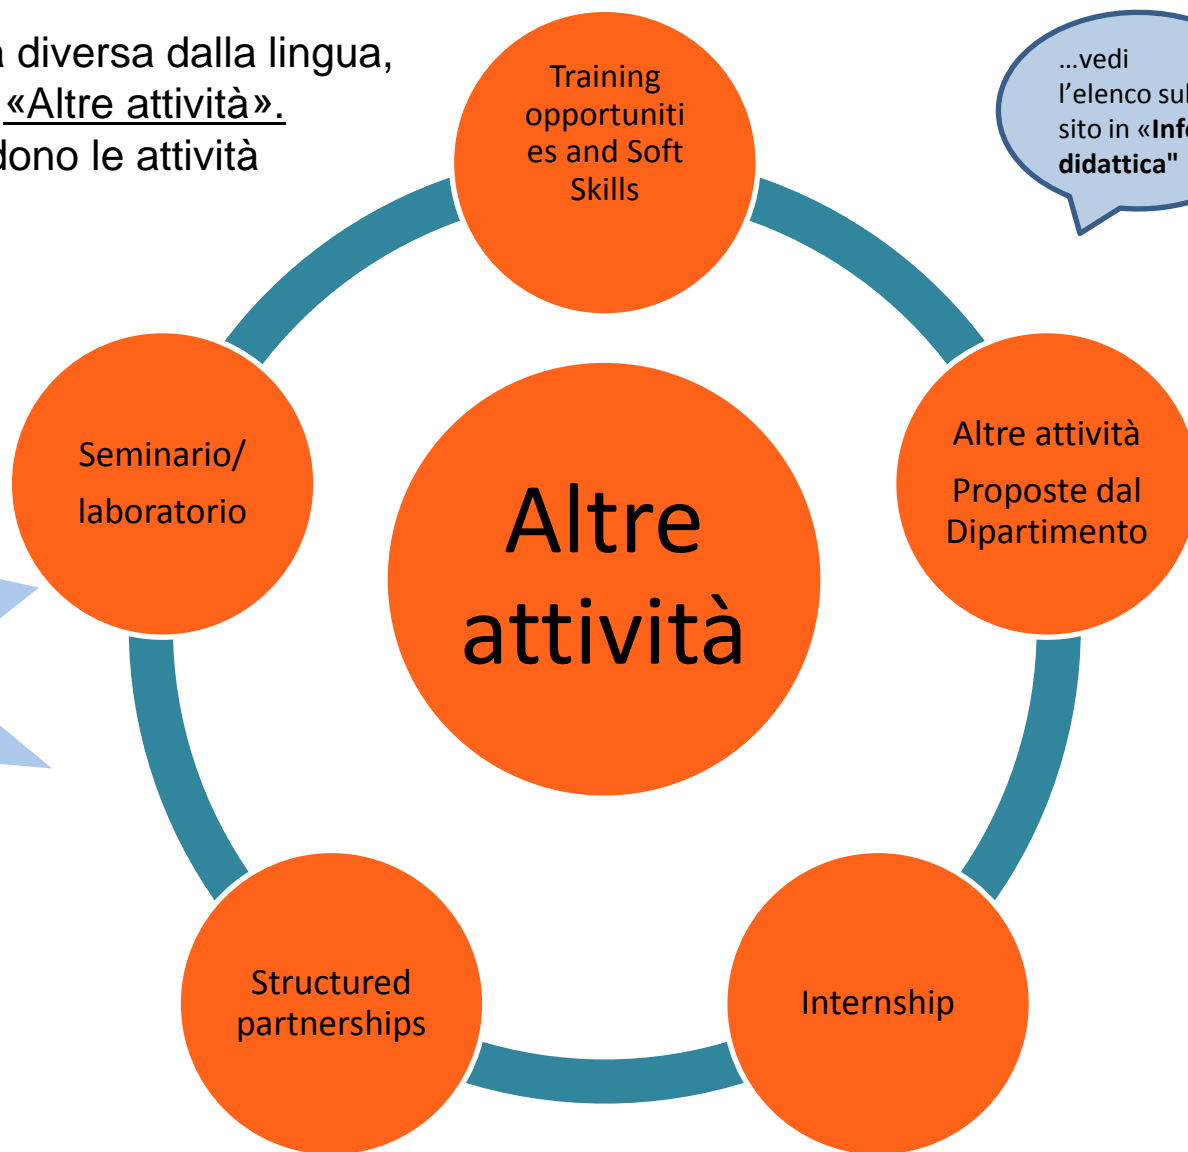 a diversa dalla lingua,
«Altre attività».
dono le attività
Training
opportuniti
es and Soft
Skills
...vedi
l'elenco sul
sito in «Info
didattica"
Seminario/
laboratorio
Altre
attività
Altre attività
Proposte dal
Dipartimento
Structured
partnerships
Internship